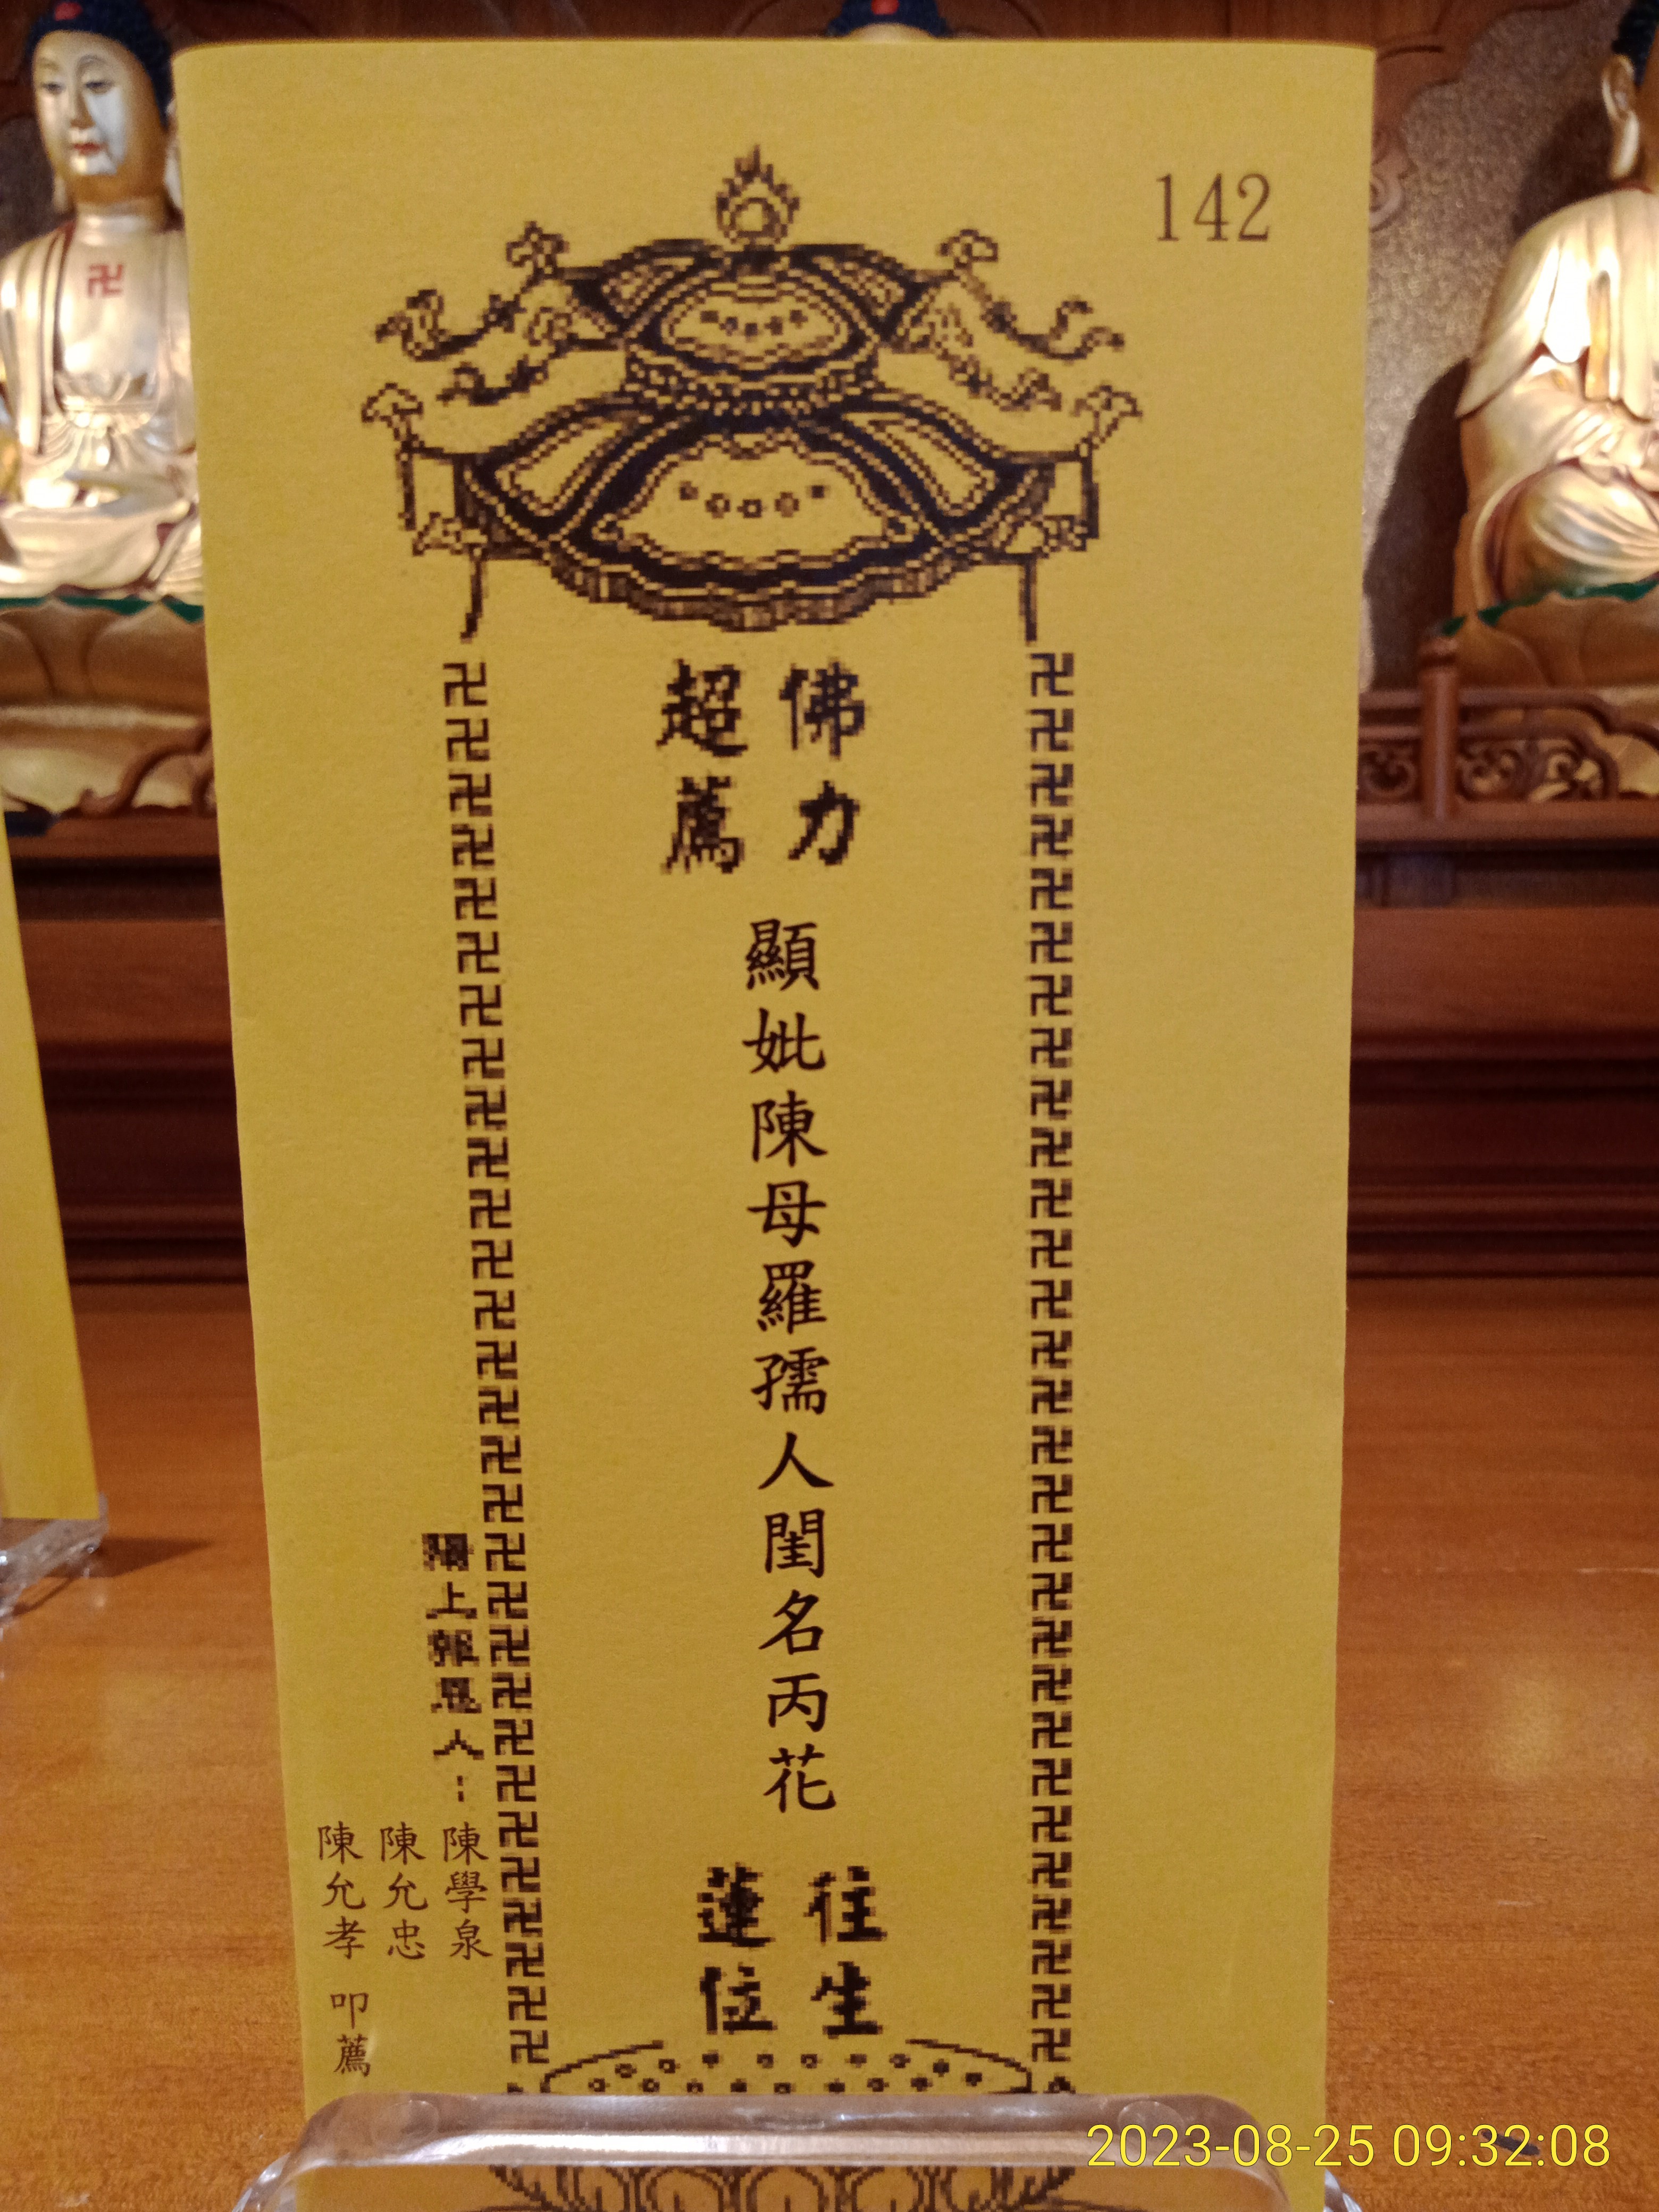 142
佛力
超薦
顯妣陳母羅孺人閨名丙花
往生
蓮位
陽上報恩人：
陳學泉
陳允忠
陳允孝 叩薦
2023-08-25 09:32:08